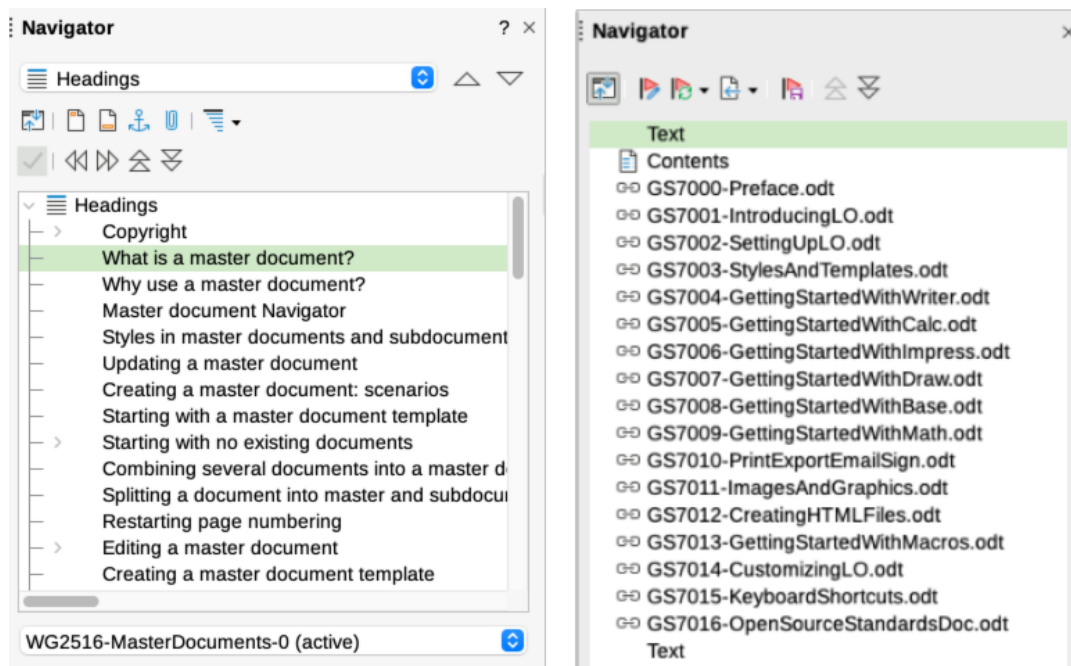 Navigator
?
Headings
Headings
Copyright
What is a master document?
Why use a master document?
Master document Navigator
Styles in master documents and subdocument
Updating a master document
Creating a master document: scenarios
Starting with a master document template
Starting with no existing documents
Combining several documents into a master d
Splitting a document into master and subdocu
Restarting page numbering
Editing a master document
Creating a master document template
WG2516-MasterDocuments-0 (active)
Navigator
Text
Contents
GS7000-Preface.odt
GS7001-IntroducingLO.odt
GS7002-SettingUpLO.odt
GS7003-StylesAndTemplates.odt
GS7004-GettingStartedWithWriter.odt
GS7005-GettingStartedWithCalc.odt
GS7006-GettingStartedWithImpress.odt
GS7007-GettingStartedWithDraw.odt
GS7008-GettingStartedWithBase.odt
GS7009-GettingStartedWithMath.odt
GS7010-PrintExportEmailSign.odt
GS7011-ImagesAndGraphics.odt
GS7012-CreatingHTMLFiles.odt
GS7013-GettingStartedWithMacros.odt
GS7014-CustomizingLO.odt
GS7015-KeyboardShortcuts.odt
GS7016-OpenSourceStandardsDoc.odt
Text